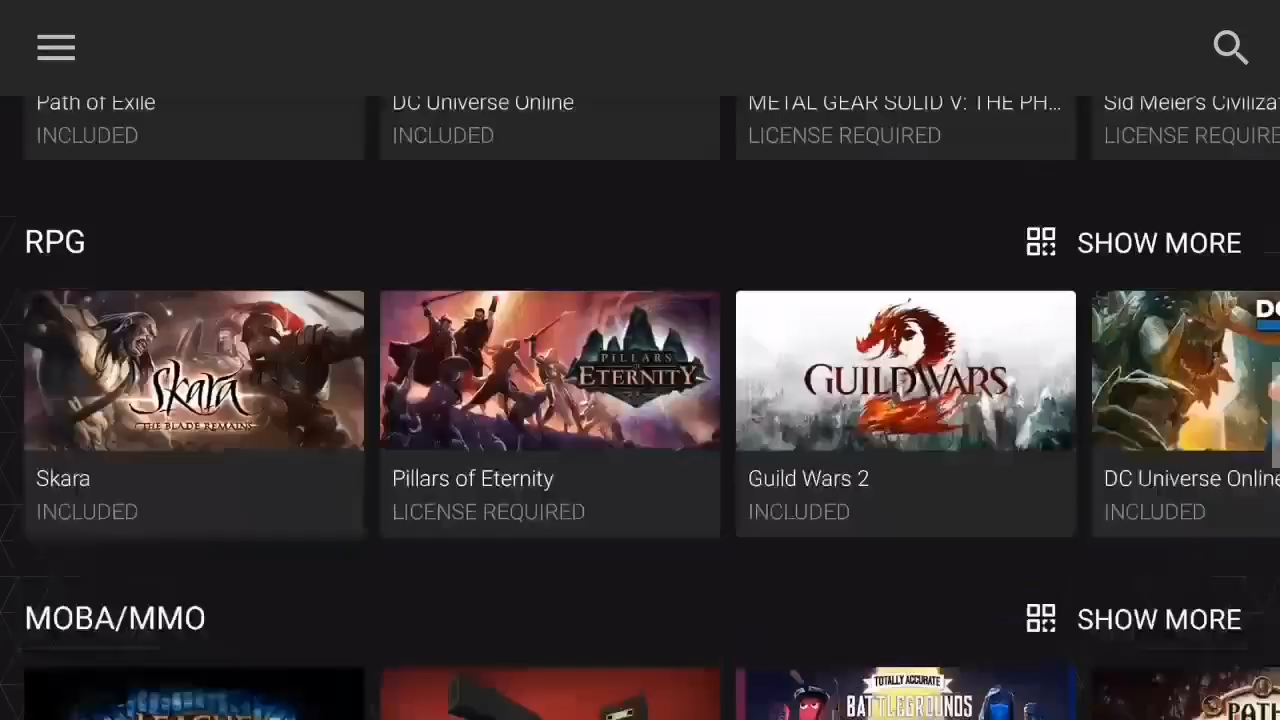 Path of Exile
DC Universe Online
METAL GEAR SOLID V: THE PH...
Sid Meier's Civiliza
INCLUDED
INCLUDED
LICENSE REQUIRED
LICENSE REQUIRE
RPG
SHOW MORE
Skara
THE BLADE REMAINS
PILLARS
OF
ETERNITY
GUILD WARS
2
DC
Skara
Pillars of Eternity
Guild Wars 2
DC Universe Online
INCLUDED
LICENSE REQUIRED
INCLUDED
INCLUDED
MOBA/MMO
SHOW MORE
TOTALLY ACCURATE
BATTLEGROUNDS
PATH